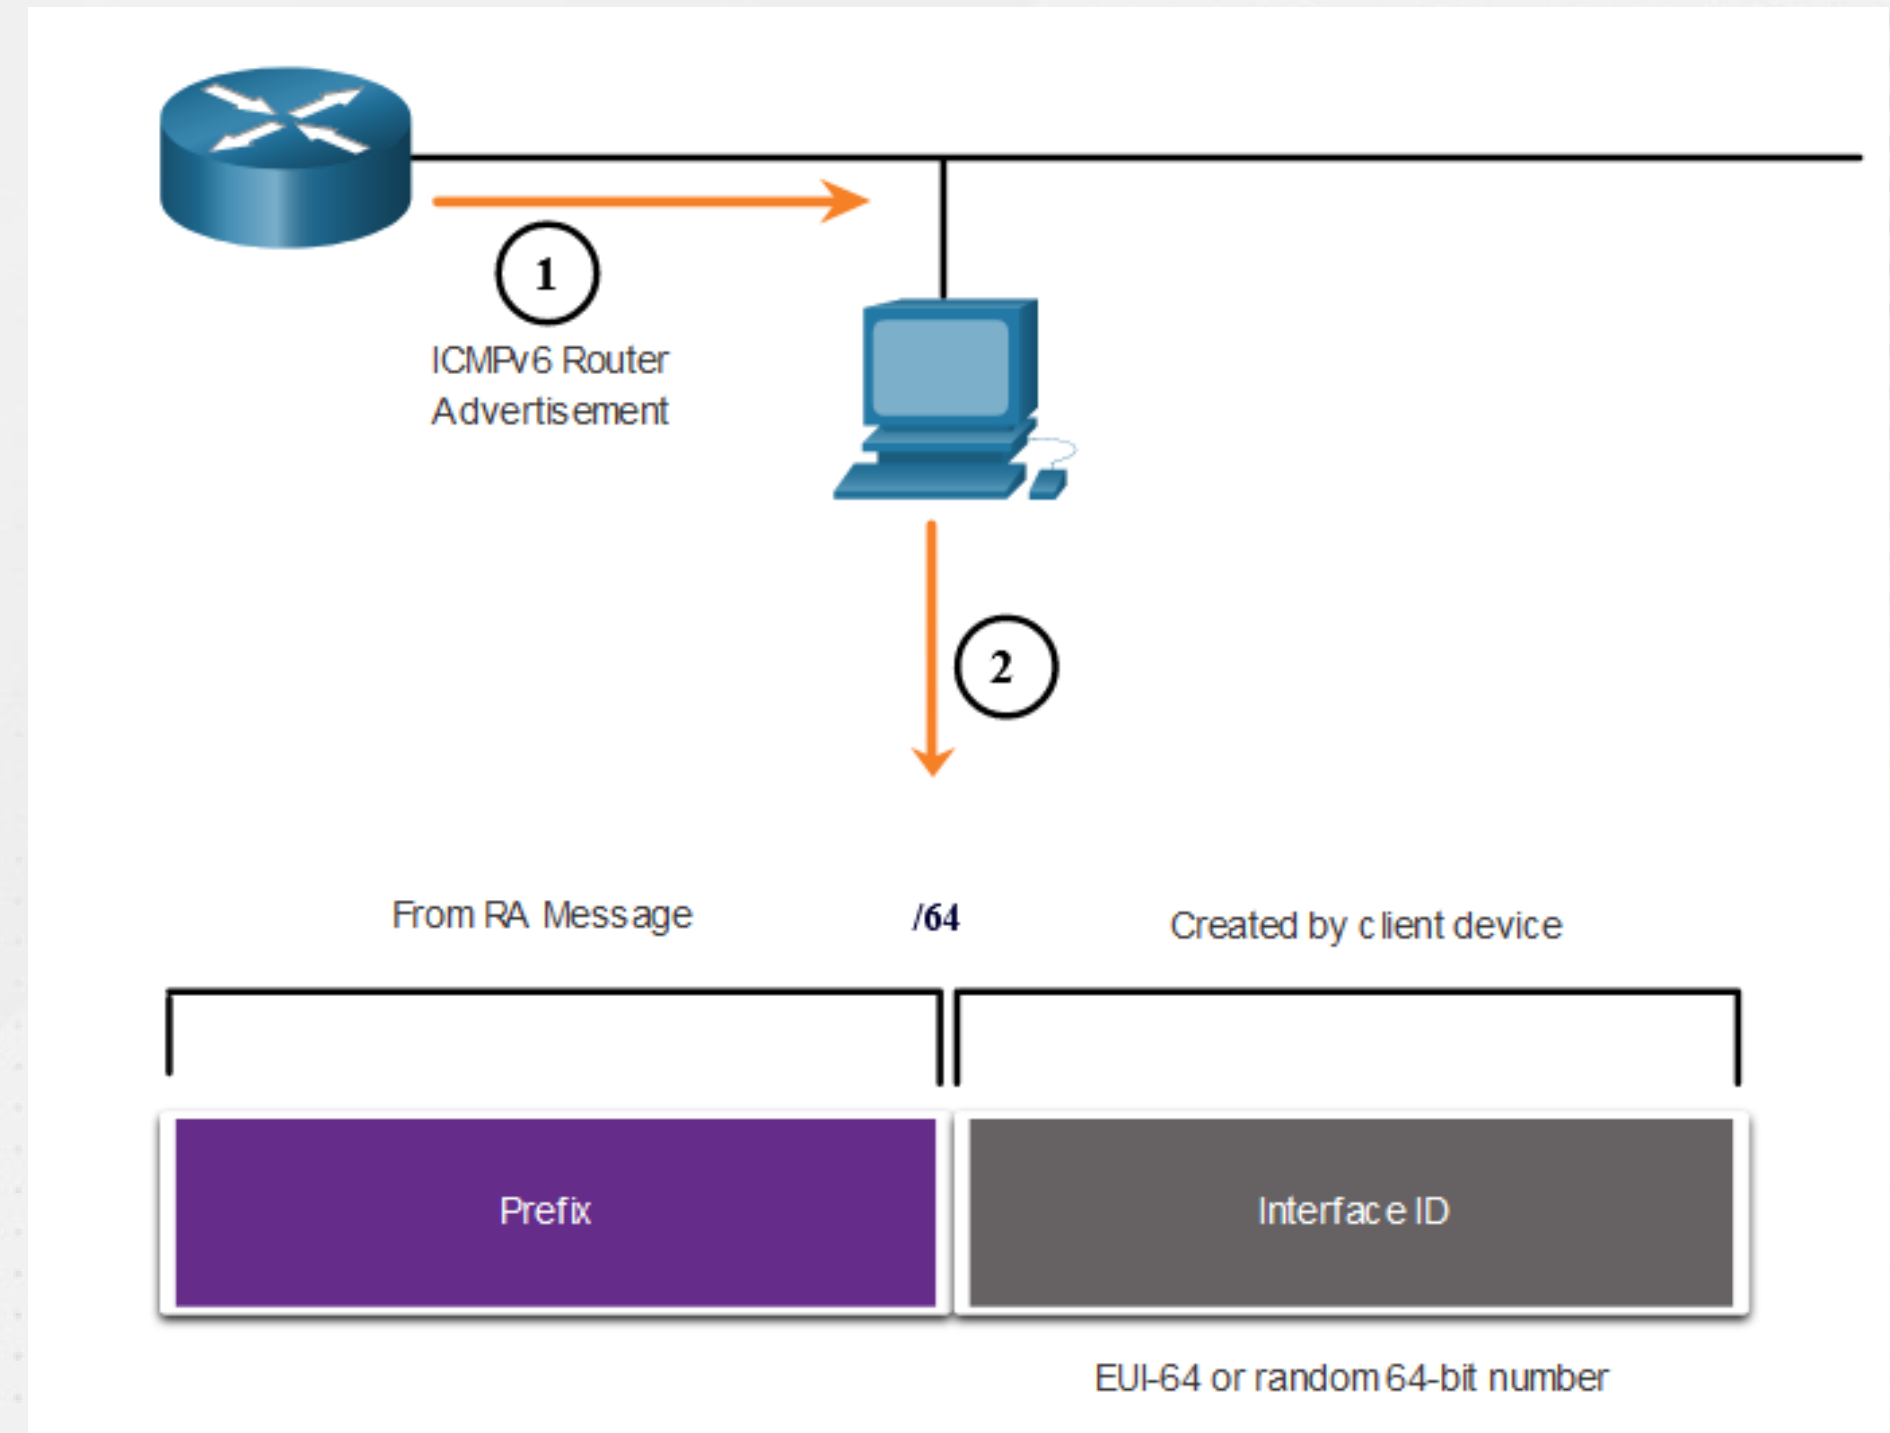 1
ICMPv6 Router
Advertisement
2
From RA Message
/64
Created by client device
Prefix
Interface ID
EUI-64 or random 64-bit number